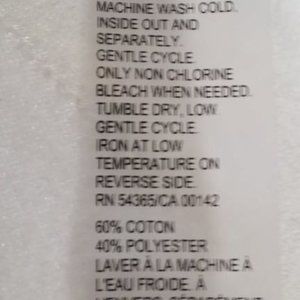 MACHINE WASH COLD.
INSIDE OUT AND
SEPARATELY.
GENTLE CYCLE.
ONLY NON CHLORINE
BLEACH WHEN NEEDED.
TUMBLE DRY, LOW
GENTLE CYCLE.
IRON AT LOW
TEMPERATURE ON
REVERSE SIDE.
RN 54365/CA 00142
60% COTON
40% POLYESTER
LAVER À LA MACHINE À
L'EAU FROIDE. À